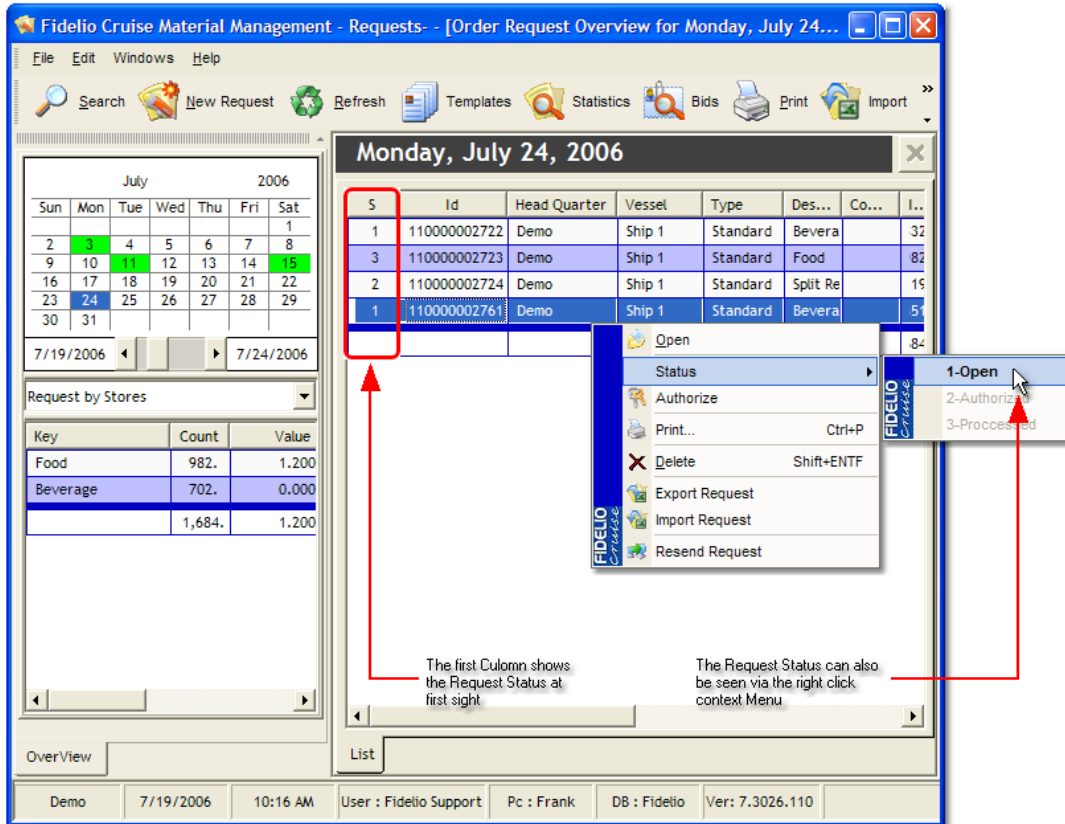 Fidelio Cruise Material Management - Requests- - [Order Request Overview for Monday, July 24...
File Edit Windows Help
Search New Request Refresh Templates Statistics Bids Print Import »
July 2006
Sun Mon Tue Wed Thu Fri Sat
1
2 3 4 5 6 7 8
9 10 11 12 13 14 15
16 17 18 19 20 21 22
23 24 25 26 27 28 29
30 31
7/19/2006 7/24/2006
Request by Stores
Key Count Value
Food 982. 1.200
Beverage 702. 0.000
1,684. 1.200
OverView
Monday, July 24, 2006
S Id Head Quarter Vessel Type Des... Co... I..
1 110000002722 Demo Ship 1 Standard Bevera 32
3 110000002723 Demo Ship 1 Standard Food 82
2 110000002724 Demo Ship 1 Standard Split Re 19
1 110000002761 Demo Ship 1 Standard Bevera 51
84
Open
Status
Authorize
Print... Ctrl+P
Delete Shift+ENTF
Export Request
Import Request
Resend Request
FIDELIO cruise
1-Open
2-Authorized
3-Proccessed
FIDELIO cruise
The first Culomn shows
the Request Status at
first sight
The Request Status can also
be seen via the right click
context Menu
List
Demo 7/19/2006 10:16 AM User : Fidelio Support Pc : Frank DB : Fidelio Ver: 7.3026.110